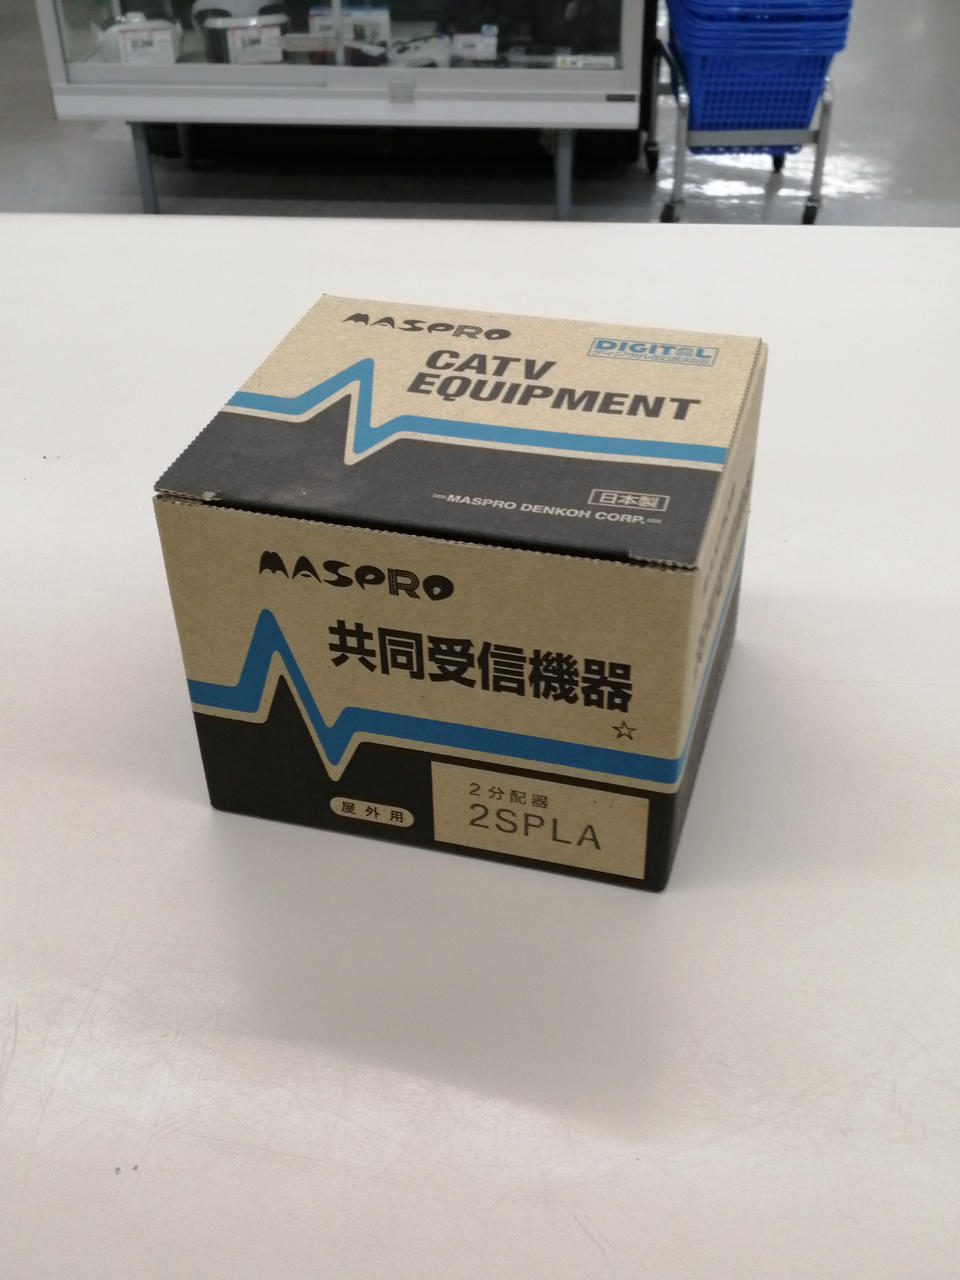 MASPRO
DIGITAL
CATV
EQUIPMENT
日本製
MASPRO DENKOH CORP.
MASPRO
共同受信機器
☆
屋外用
2分配器
2SPLA